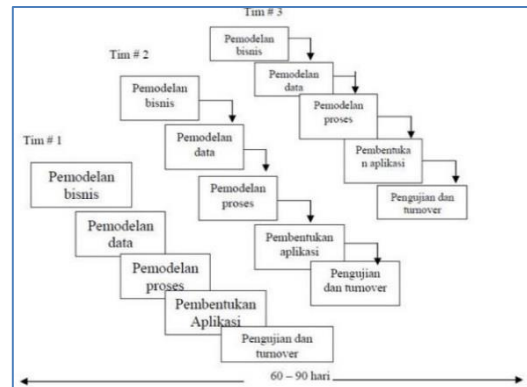 Tim # 3
Pemodelan
bisnis
Pemodelan
data
Pemodelan
proses
Pembentuka
n aplikasi
Pengujian dan
turnover
Tim # 2
Pemodelan
bisnis
Pemodelan
data
Pemodelan
proses
Pembentukan
aplikasi
Pengujian
dan turnover
Tim # 1
Pemodelan
bisnis
Pemodelan
data
Pemodelan
proses
Pembentukan
Aplikasi
Pengujian dan
turnover
60 – 90 hari